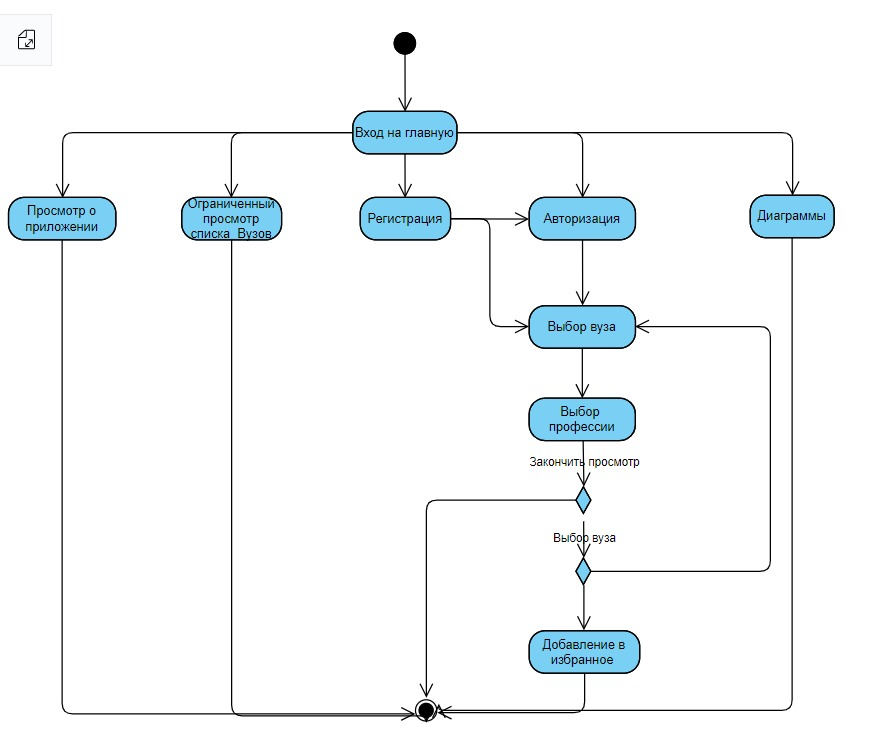 Вход на главную
Просмотр о
приложении
Ограниченный
просмотр
списка Вузов
Регистрация
Авторизация
Диаграммы
Выбор вуза
Выбор
профессии
Закончить просмотр
Выбор вуза
Добавление в
избранное